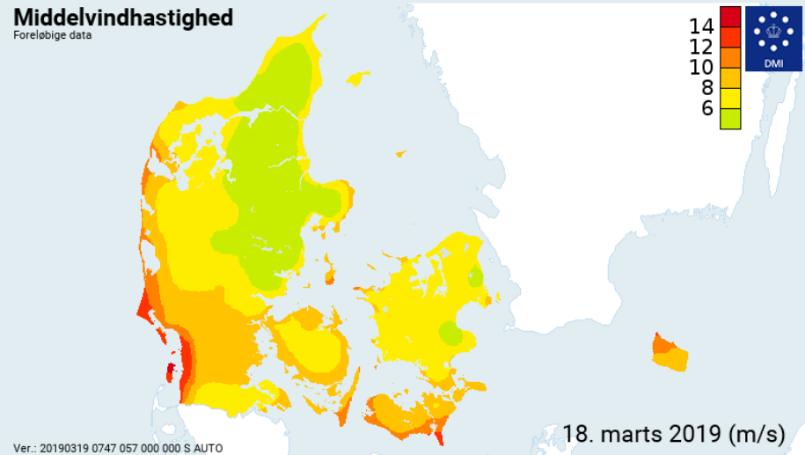 Middelvindhastighed
Foreløbige data
14
12
10
8
6
DMI
18. marts 2019 (m/s)
Ver.: 20190319 0747 057 000 000 S AUTO